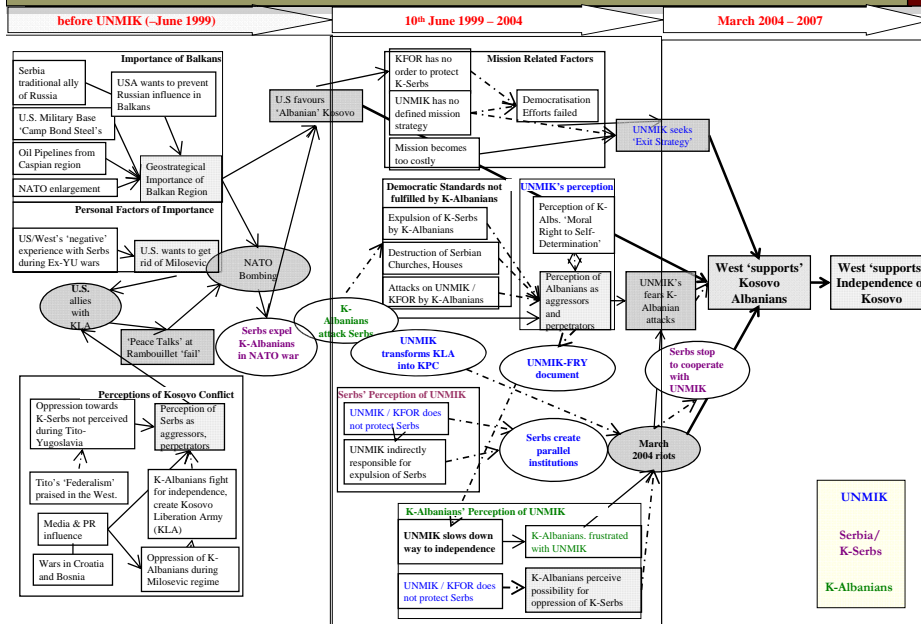 before UNMIK (–June 1999)
10th June 1999 – 2004
March 2004 – 2007
Importance of Balkans
Serbia
traditional ally
of Russia
USA wants to prevent
Russian influence in
Balkans
U.S. Military Base
‘Camp Bond Steel’s
Oil Pipelines from
Caspian region
NATO enlargement
Geostrategical
Importance of
Balkan Region
Personal Factors of Importance
US/West’s ‘negative’
experience with Serbs
during Ex-YU wars
U.S. wants to get
rid of Milosevic
U.S.
allies
with
KLA
NATO
Bombing
‘Peace Talks’ at
Rambouillet ‘fail’
Serbs expel
K-Albanians
in NATO war
U.S favours
‘Albanian’ Kosovo
Perceptions of Kosovo Conflict
Oppression towards
K-Serbs not perceived
during Tito-
Yugoslavia
Perception of
Serbs as
aggressors,
perpetrators
Tito’s ‘Federalism’
praised in the West.
K-Albanians fight
for independence,
create Kosovo
Liberation Army
(KLA)
Media & PR
influence
Wars in Croatia
and Bosnia
Oppression of K-
Albanians during
Milosevic regime
Mission Related Factors
KFOR has no
order to protect
K-Serbs
UNMIK has no
defined mission
strategy
Democratisation
Efforts failed
Mission becomes
too costly
UNMIK seeks
‘Exit Strategy’
Democratic Standards not
fulfilled by K-Albanians
Expulsion of K-Serbs
by K-Albanians
Destruction of Serbian
Churches, Houses
Attacks on UNMIK /
KFOR by K-Albanians
UNMIK’s perception
Perception of K-
Albs. ‘Moral
Right to Self-
Determination’
Perception of
Albanians as
aggressors
and
perpetrators
UNMIK’s
fears K-
Albanian
attacks
K-
Albanians
attack Serbs
UNMIK
transforms KLA
into KPC
UNMIK-FRY
document
Serbs’ Perception of UNMIK
UNMIK / KFOR does
not protect Serbs
UNMIK indirectly
responsible for
expulsion of Serbs
Serbs create
parallel
institutions
March
2004 riots
Serbs stop
to cooperate
with
UNMIK
K-Albanians’ Perception of UNMIK
UNMIK slows down
way to independence
K-Albanians. frustrated
with UNMIK
UNMIK / KFOR does
not protect Serbs
K-Albanians perceive
possibility for
oppression of K-Serbs
West ‘supports’
Kosovo
Albanians
West ‘supports
Independence o
Kosovo
UNMIK
Serbia/
K-Serbs
K-Albanians